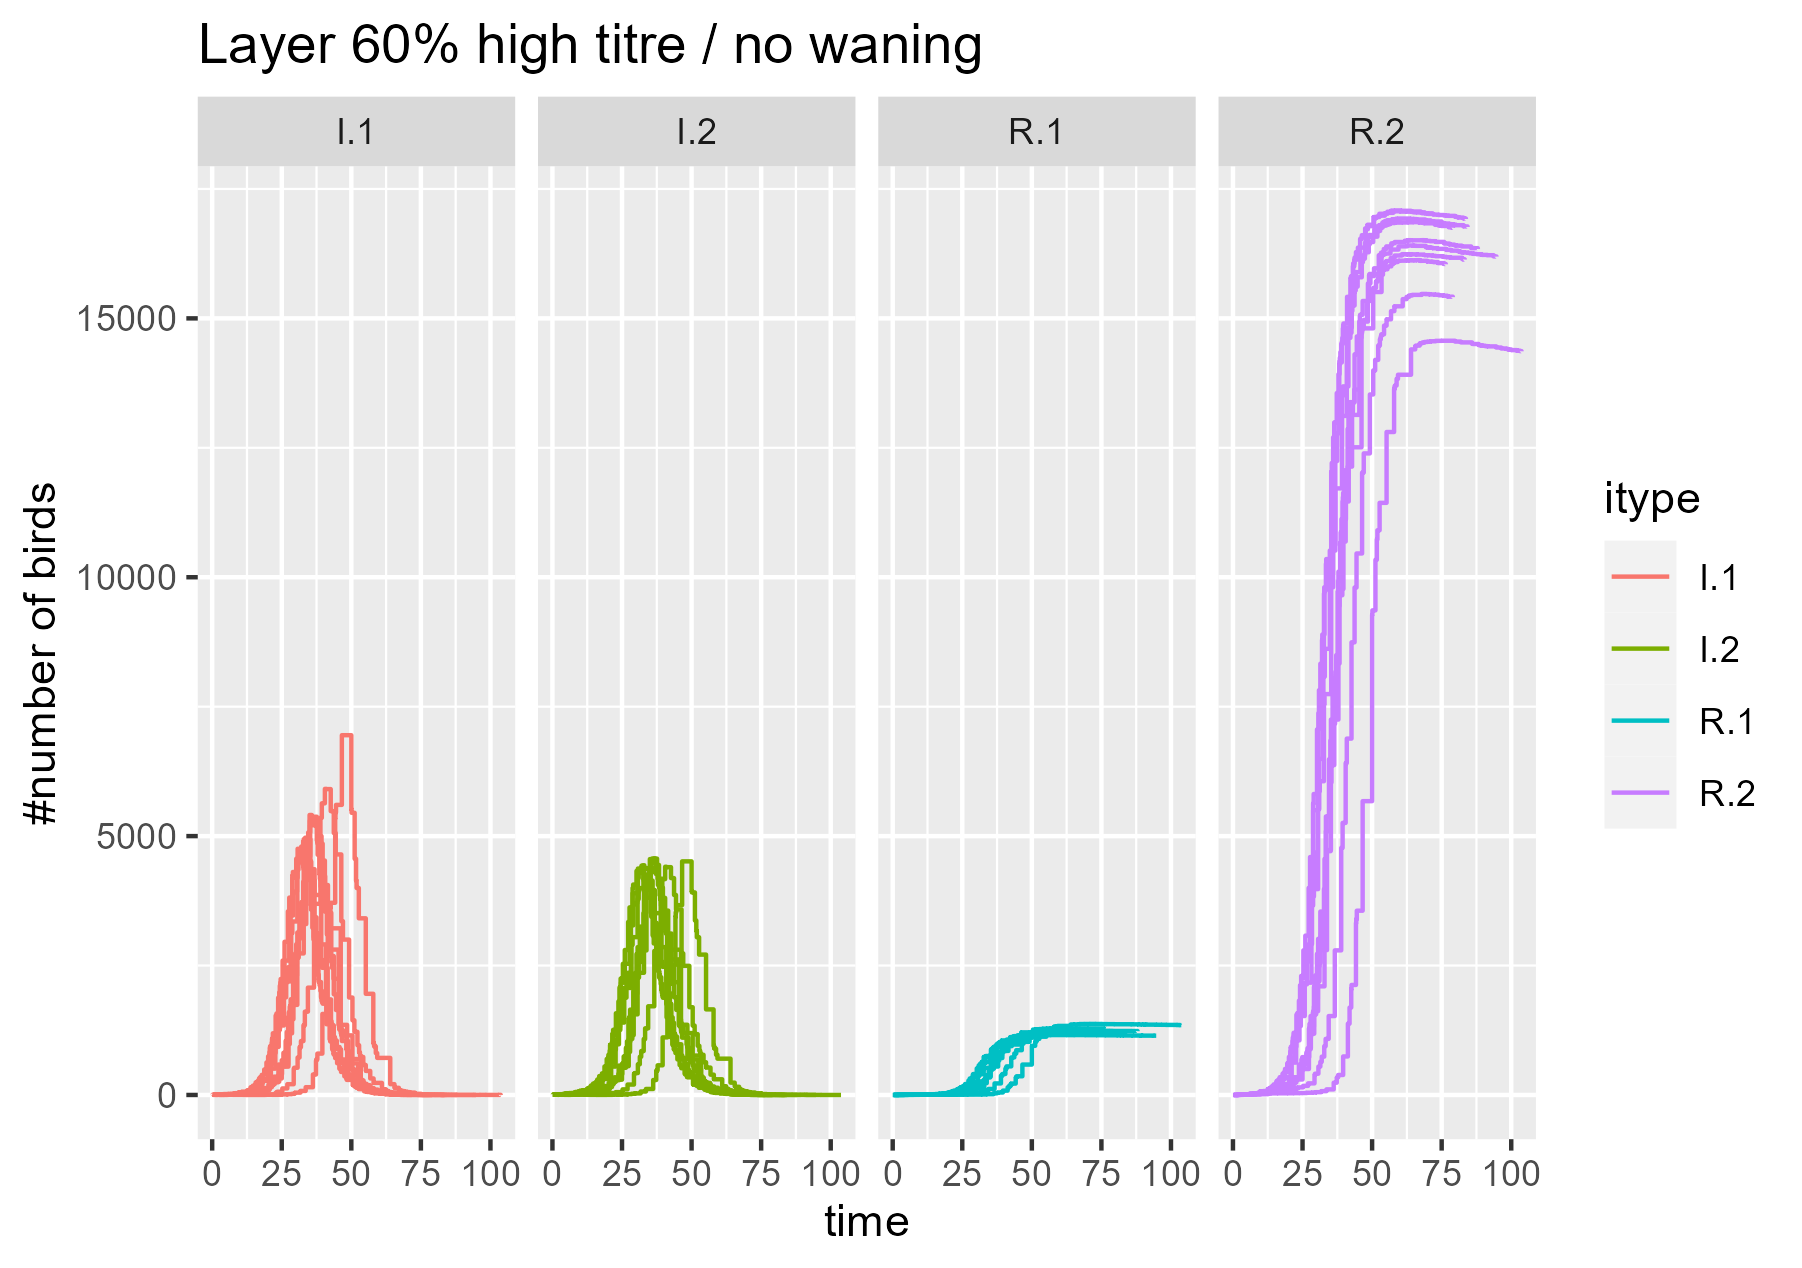 Layer 60% high titre / no waning
I.1 I.2 R.1 R.2
15000
10000
5000
0
#number of birds
0 25 50 75 100 0 25 50 75 100 0 25 50 75 100 0 25 50 75 100
time
itype
I.1
I.2
R.1
R.2